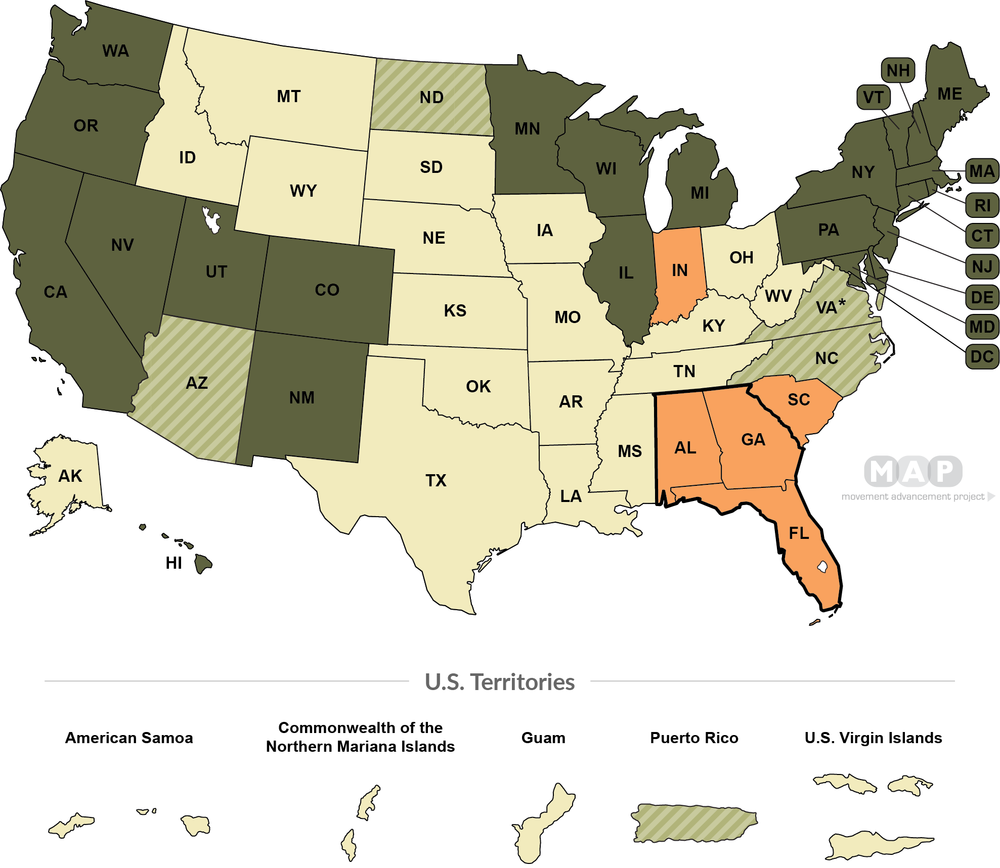 WA
MT
ND
MN
OR
ID
WY
SD
WI
MI
NH
VT
ME
NY
MA
RI
CT
NJ
DE
MD
DC
NV
UT
CA
CO
NE
IA
IL
IN
OH
PA
KS
MO
KY
WV
VA*
AZ
NM
OK
AR
TN
NC
SC
MS
AL
GA
TX
LA
FL
AK
HI
MAP
movement advancement project
U.S. Territories
American Samoa
Commonwealth of the
Northern Mariana Islands
Guam
Puerto Rico
U.S. Virgin Islands